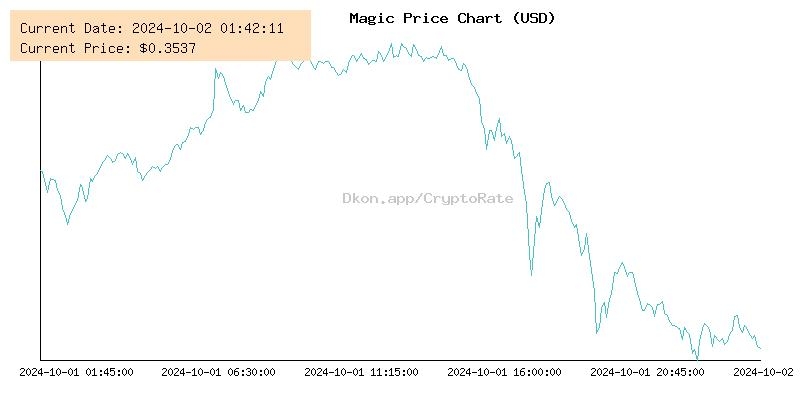 Magic Price Chart (USD)
Current Date: 2024-10-02 01:42:11
Current Price: $0.3537
Dkon.app/CryptoRate
2024-10-01 01:45:00 2024-10-01 06:30:00 2024-10-01 11:15:00 2024-10-01 16:00:00 2024-10-01 20:45:00 2024-10-02